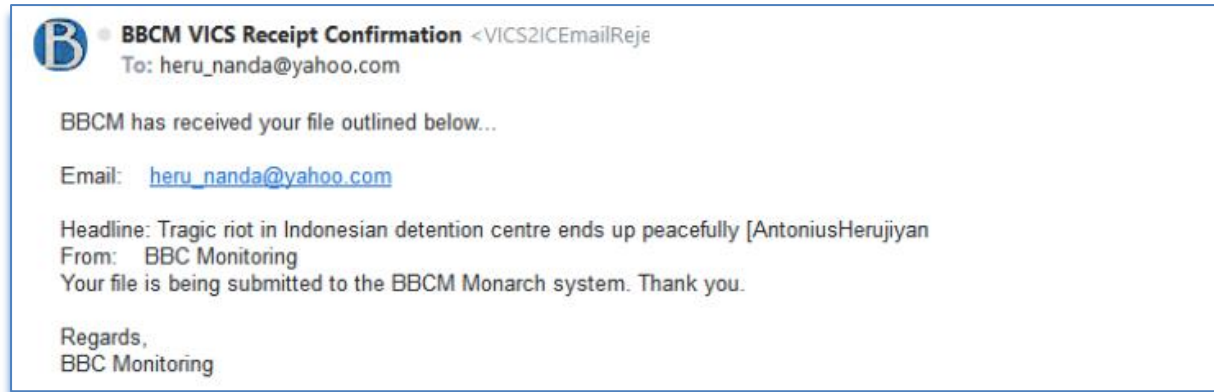 B
BBCM VICS Receipt Confirmation <VICS2ICEmailReje
To: heru_nanda@yahoo.com
BBCM has received your file outlined below...
Email: heru_nanda@yahoo.com
Headline: Tragic riot in Indonesian detention centre ends up peacefully [AntoniusHerujiyan
From: BBC Monitoring
Your file is being submitted to the BBCM Monarch system. Thank you.
Regards,
BBC Monitoring